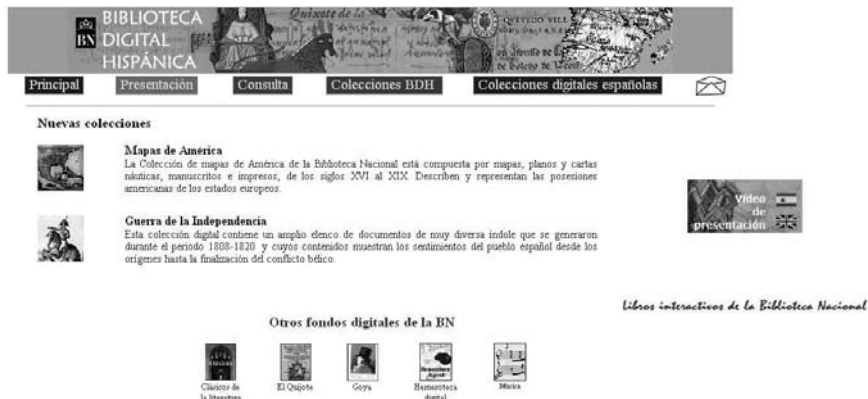 BIBLIOTECA
BN DIGITAL
HISPÁNICA
Principal Presentación Consulta Colecciones BDH Colecciones digitales españolas
Nuevas colecciones
Mapas de América
La Colección de mapas de América de la Biblioteca Nacional está compuesta por mapas, planos y cartas
náuticas, manuscritos e impresos, de los siglos XVI al XIX. Describen y representan las posesiones
americanas de los estados europeos.
Vídeo
de
presentación
Guerra de la Independencia
Esta colección digital contiene un amplio elenco de documentos de muy diversa índole que se generaron
durante el periodo 1808-1820 y cuyos contenidos muestran los sentimientos del pueblo español desde los
orígenes hasta la finalización del conflicto bélico.
Libros interactivos de la Biblioteca Nacional
Otros fondos digitales de la BN
Clásicos de
la literatura
El Quijote
Goya
Hemeroteca
digital
Música